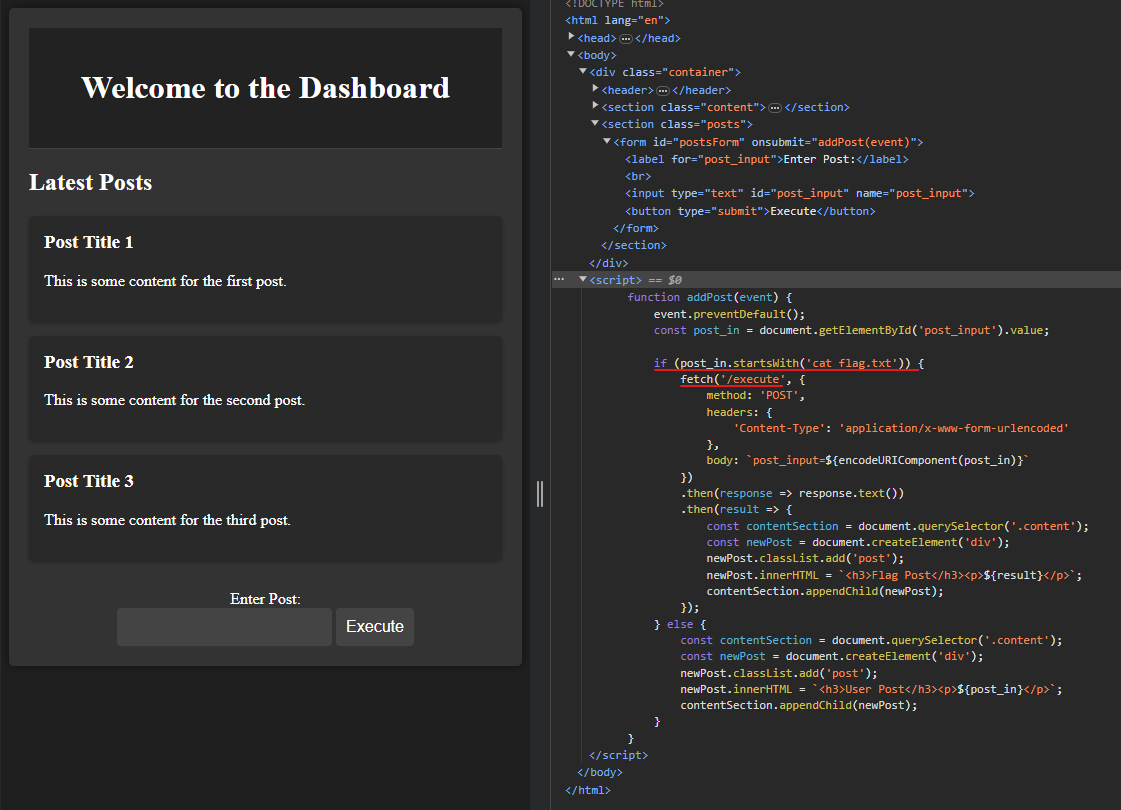 Welcome to the Dashboard
Latest Posts
Post Title 1
This is some content for the first post.
Post Title 2
This is some content for the second post.
Post Title 3
This is some content for the third post.
Enter Post:
Execute
<!DOCTYPE html>
<html lang="en">
<head> … </head>
<body>
<div class="container">
<header> … </header>
<section class="content"> … </section>
<section class="posts">
<form id="postsForm" onsubmit="addPost(event)">
<label for="post_input">Enter Post:</label>
<br>
<input type="text" id="post_input" name="post_input">
<button type="submit">Execute</button>
</form>
</section>
</div>
… <script> == $0
function addPost(event) {
event.preventDefault();
const post_in = document.getElementById('post_input').value;
if (post_in.startsWith('cat flag.txt')) {
fetch('/execute', {
method: 'POST',
headers: {
'Content-Type': 'application/x-www-form-urlencoded'
},
body: `post_input=${encodeURIComponent(post_in)}`
})
.then(response => response.text())
.then(result => {
const contentSection = document.querySelector('.content');
const newPost = document.createElement('div');
newPost.classList.add('post');
newPost.innerHTML = `<h3>Flag Post</h3><p>${result}</p>`;
contentSection.appendChild(newPost);
});
} else {
const contentSection = document.querySelector('.content');
const newPost = document.createElement('div');
newPost.classList.add('post');
newPost.innerHTML = `<h3>User Post</h3><p>${post_in}</p>`;
contentSection.appendChild(newPost);
}
}
</script>
</body>
</html>